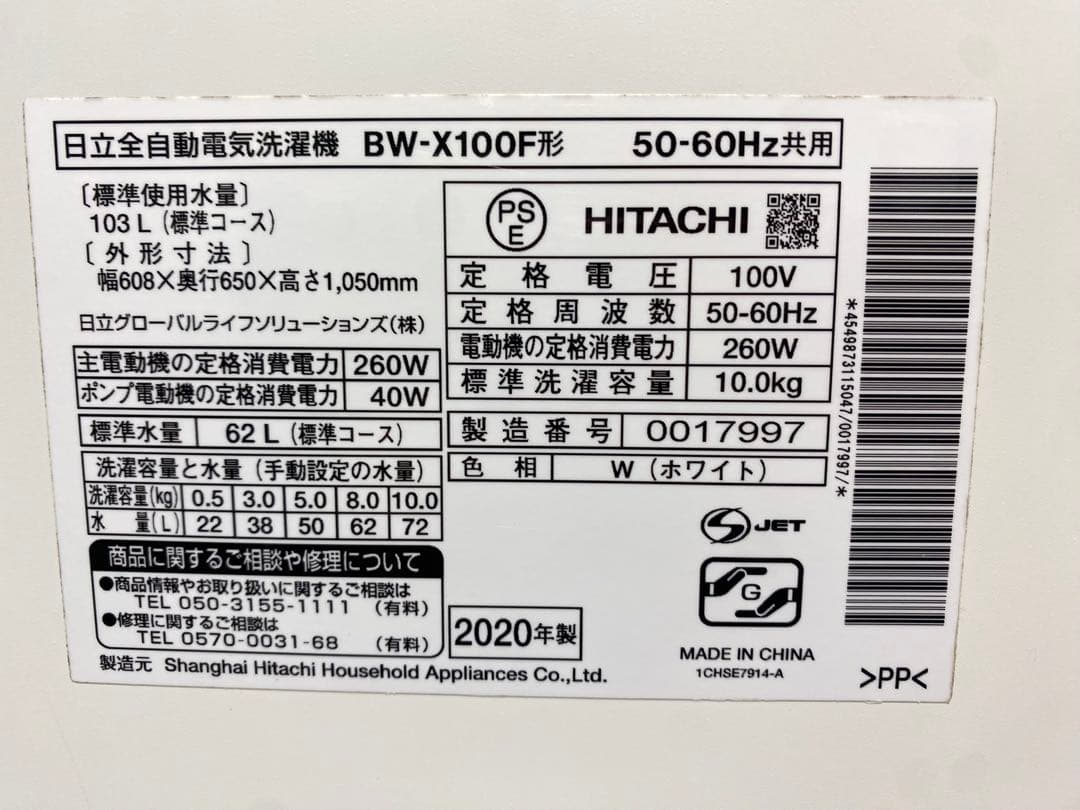 日立全自動電気洗濯機 BW-X100F形 50-60Hz共用
〔標準使用水量〕
103 L (標準コース)
〔外形寸法〕
幅608×奥行650×高さ1,050mm
日立グローバルライフソリューションズ(株)
主電動機の定格消費電力 260W
ポンプ電動機の定格消費電力 40W
標準水量 62 L (標準コース)
洗濯容量と水量 (手動設定の水量)
洗濯容量(kg) 0.5 3.0 5.0 8.0 10.0
水量(L) 22 38 50 62 72
商品に関するご相談や修理について
●商品情報やお取り扱いに関するご相談は
TEL 050-3155-1111 (有料)
●修理に関するご相談は
TEL 0570-0031-68 (有料)
製造元 Shanghai Hitachi Household Appliances Co.,Ltd.
PS
E
HITACHI
定格電圧 100V
定格周波数 50-60Hz
電動機の定格消費電力 260W
標準洗濯容量 10.0kg
製造番号 0017997
色相 W (ホワイト)
S JET
G
2020年製
MADE IN CHINA
1CHSE7914-A
*4549873115047/0017997/*
>PP<